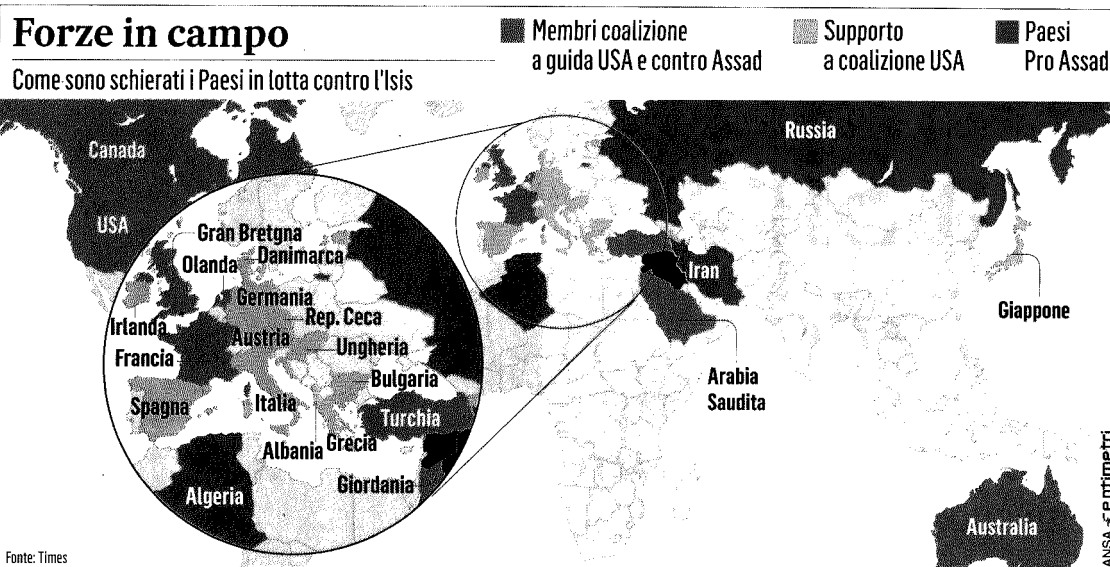 Forze in campo
Come sono schierati i Paesi in lotta contro l'Isis
Membri coalizione
a guida USA e contro Assad
Supporto
a coalizione USA
Paesi
Pro Assad
Canada
USA
Russia
Gran Bretgna
Olanda
Danimarca
Germania
Rep. Ceca
Irlanda
Austria
Ungheria
Francia
Bulgaria
Spagna
Italia
Turchia
Albania
Grecia
Algeria
Giordania
Iran
Giappone
Arabia
Saudita
Australia
Fonte: Times
ANSA centimetri